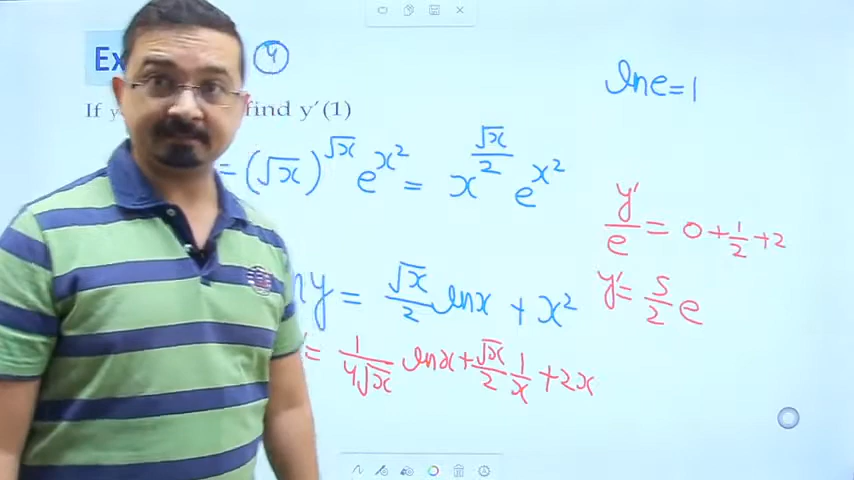 Ex
4
ln e = 1
If y find y′(1)
= (√x)^√x e^x² = x^(√x/2) e^x²
y′/e = 0 + 1/2 + 2
y′ = 5/2 e
ny = √x/2 ln x + x²
= 1/(4√x) ln x + √x/2 1/x + 2x